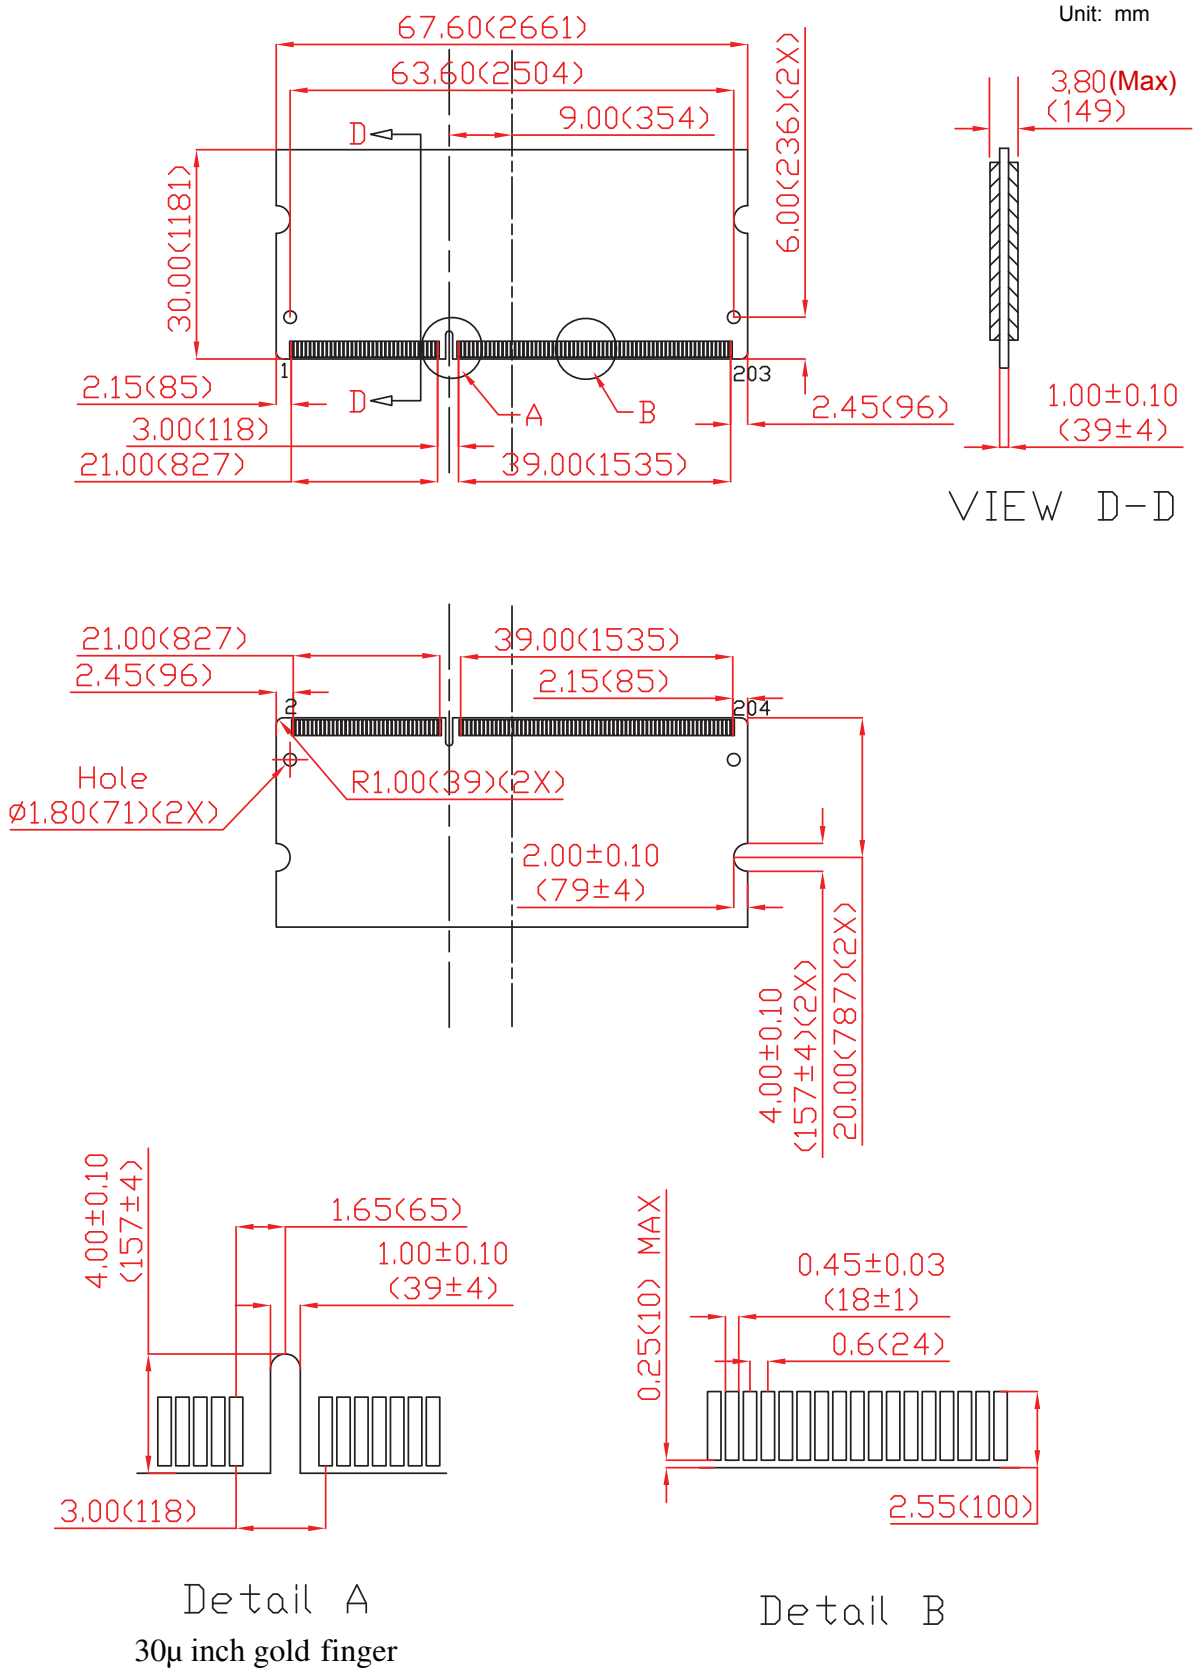 Unit: mm
67.60(2661)
63.60(2504)
9.00(354)
D
6.00(236)(2X)
3.80(Max)
(149)
30.00(1181)
1
203
2.15(85)
D
A
B
2.45(96)
1.00±0.10
(39±4)
3.00(118)
21.00(827)
39.00(1535)
VIEW D-D
21.00(827)
39.00(1535)
2.45(96)
2.15(85)
2
204
Hole
Ø1.80(71)(2X)
R1.00(39)(2X)
2.00±0.10
(79±4)
4.00±0.10
(157±4)(2X)
20.00(787)(2X)
4.00±0.10
(157±4)
1.65(65)
1.00±0.10
(39±4)
3.00(118)
0.25(10) MAX
0.45±0.03
(18±1)
0.6(24)
2.55(100)
Detail A
Detail B
30µ inch gold finger